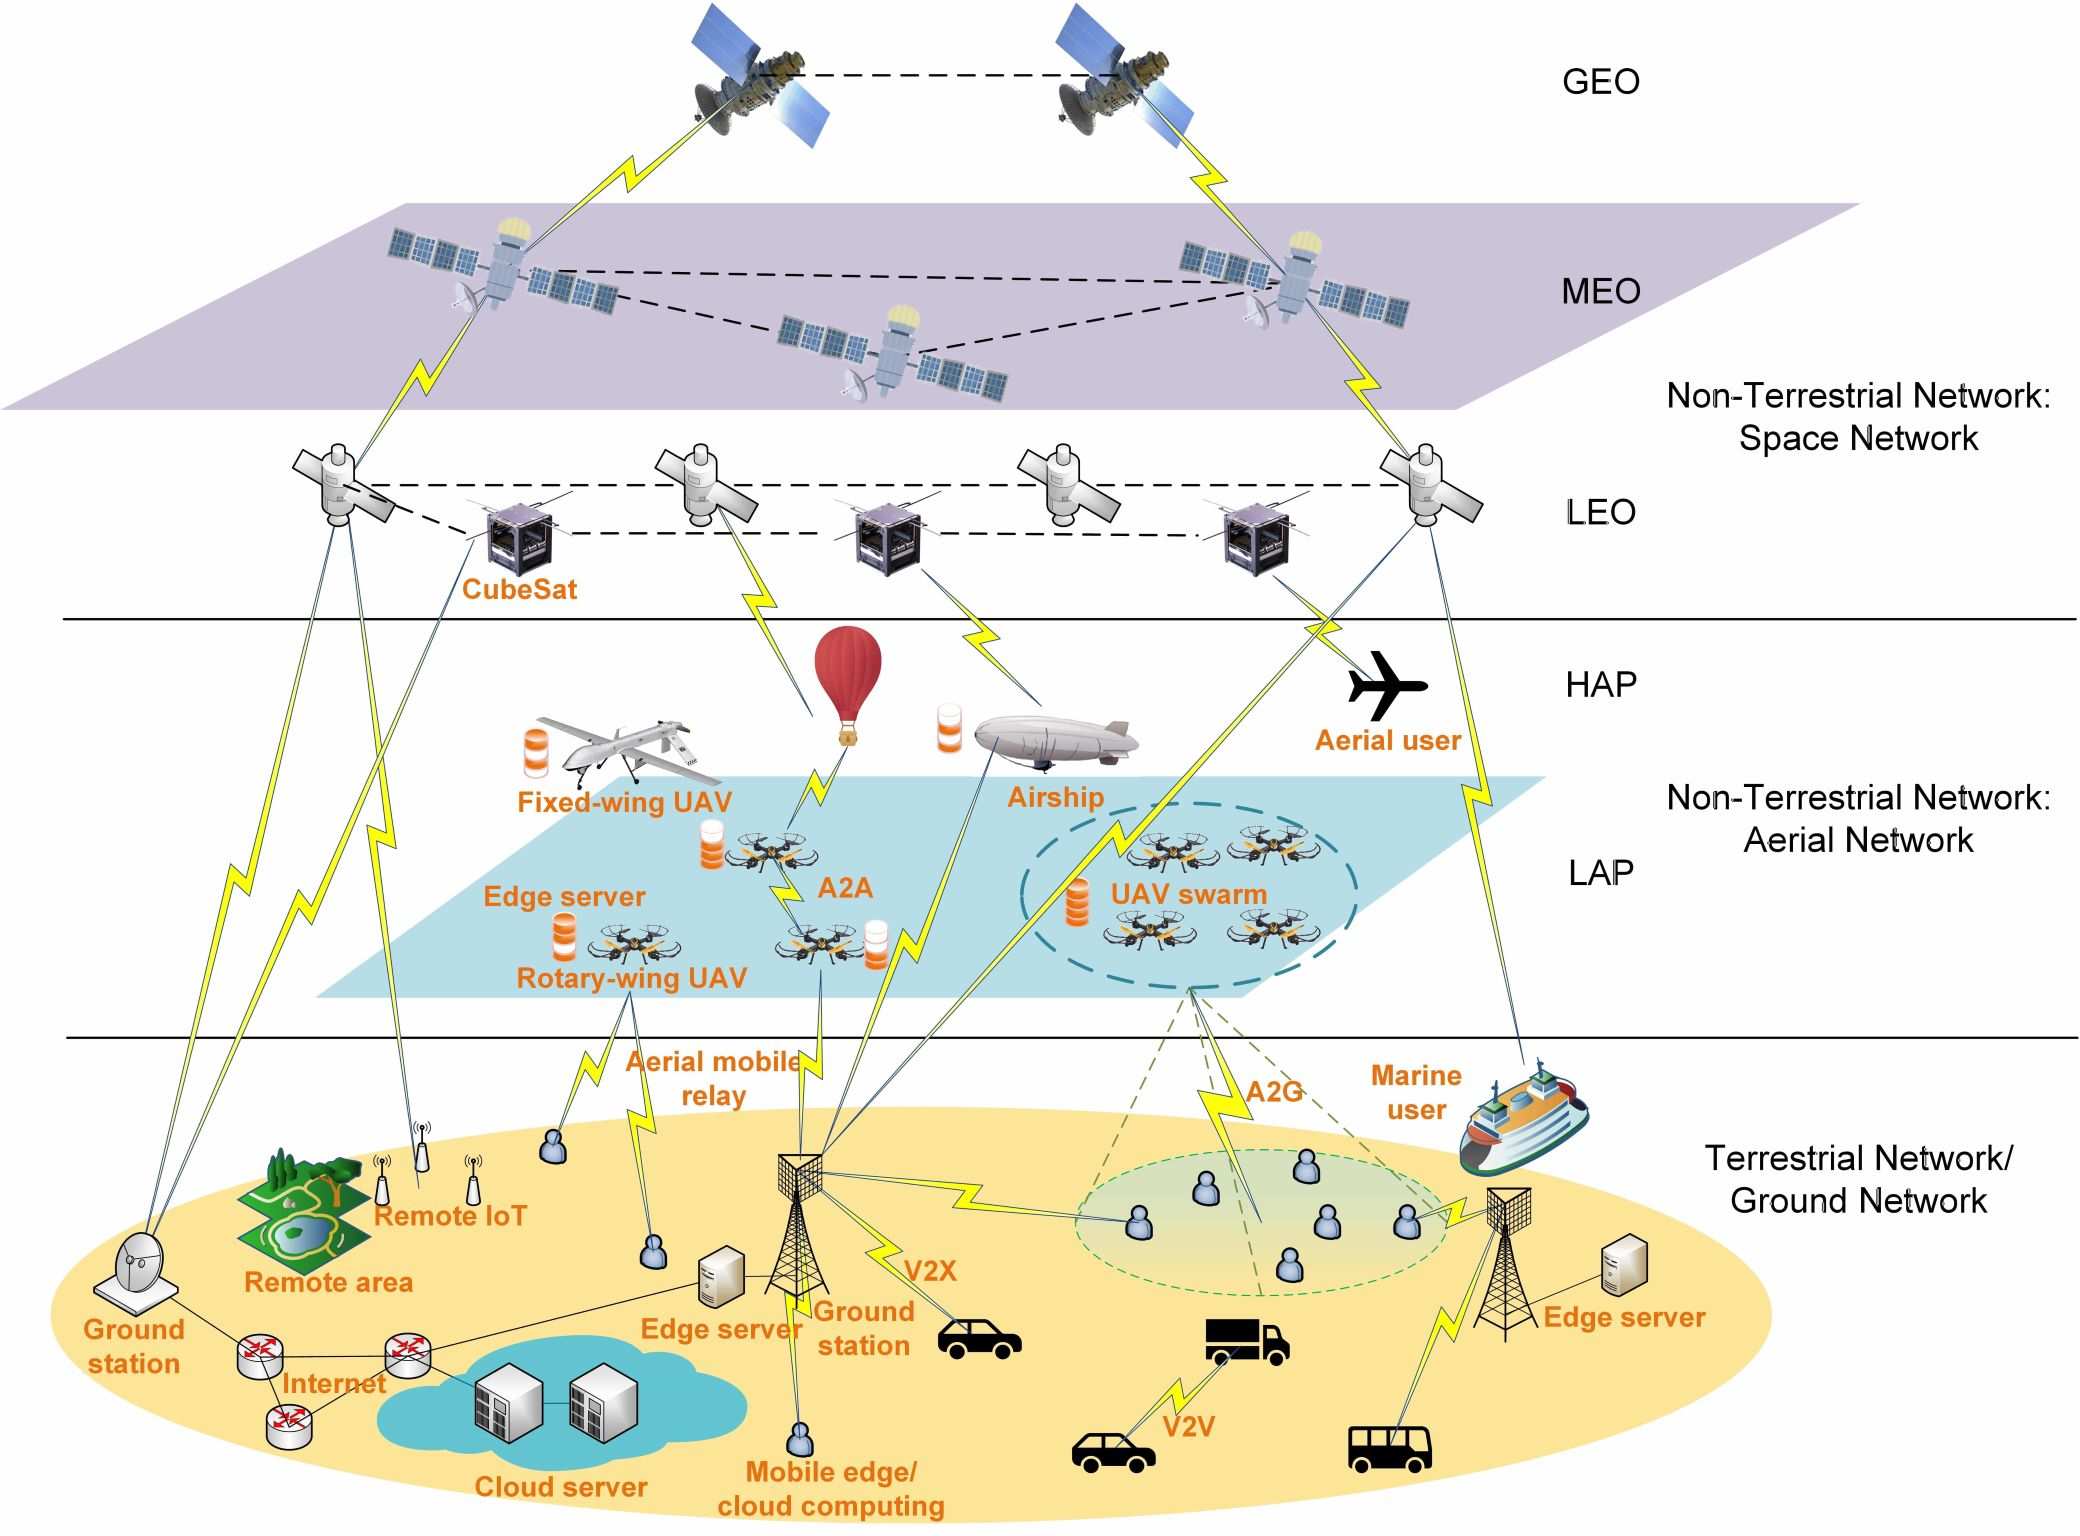 GEO
MEO
Non-Terrestrial Network:
Space Network
LEO
CubeSat
HAP
Aerial user
Fixed-wing UAV
Airship
Non-Terrestrial Network:
Aerial Network
LAP
A2A
Edge server
UAV swarm
Rotary-wing UAV
Aerial mobile
relay
A2G
Marine
user
Terrestrial Network/
Ground Network
Remote IoT
Remote area
V2X
Ground
station
Edge server
Ground
station
Edge server
Internet
V2V
Cloud server
Mobile edge/
cloud computing